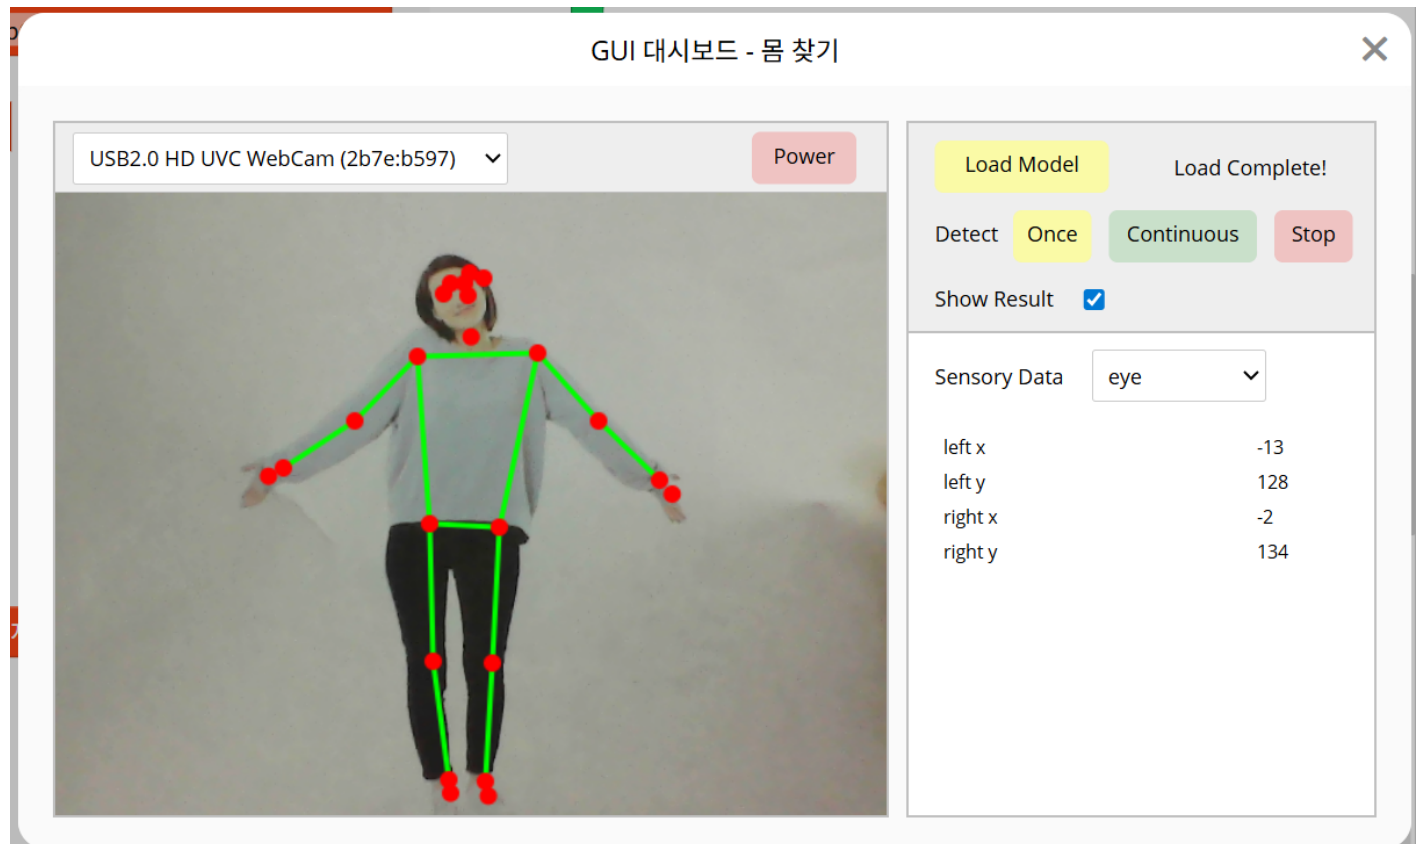 GUI 대시보드 - 몸 찾기
USB2.0 HD UVC WebCam (2b7e:b597)
Power
Load Model
Load Complete!
Detect
Once
Continuous
Stop
Show Result
Sensory Data
eye
left x -13
left y 128
right x -2
right y 134